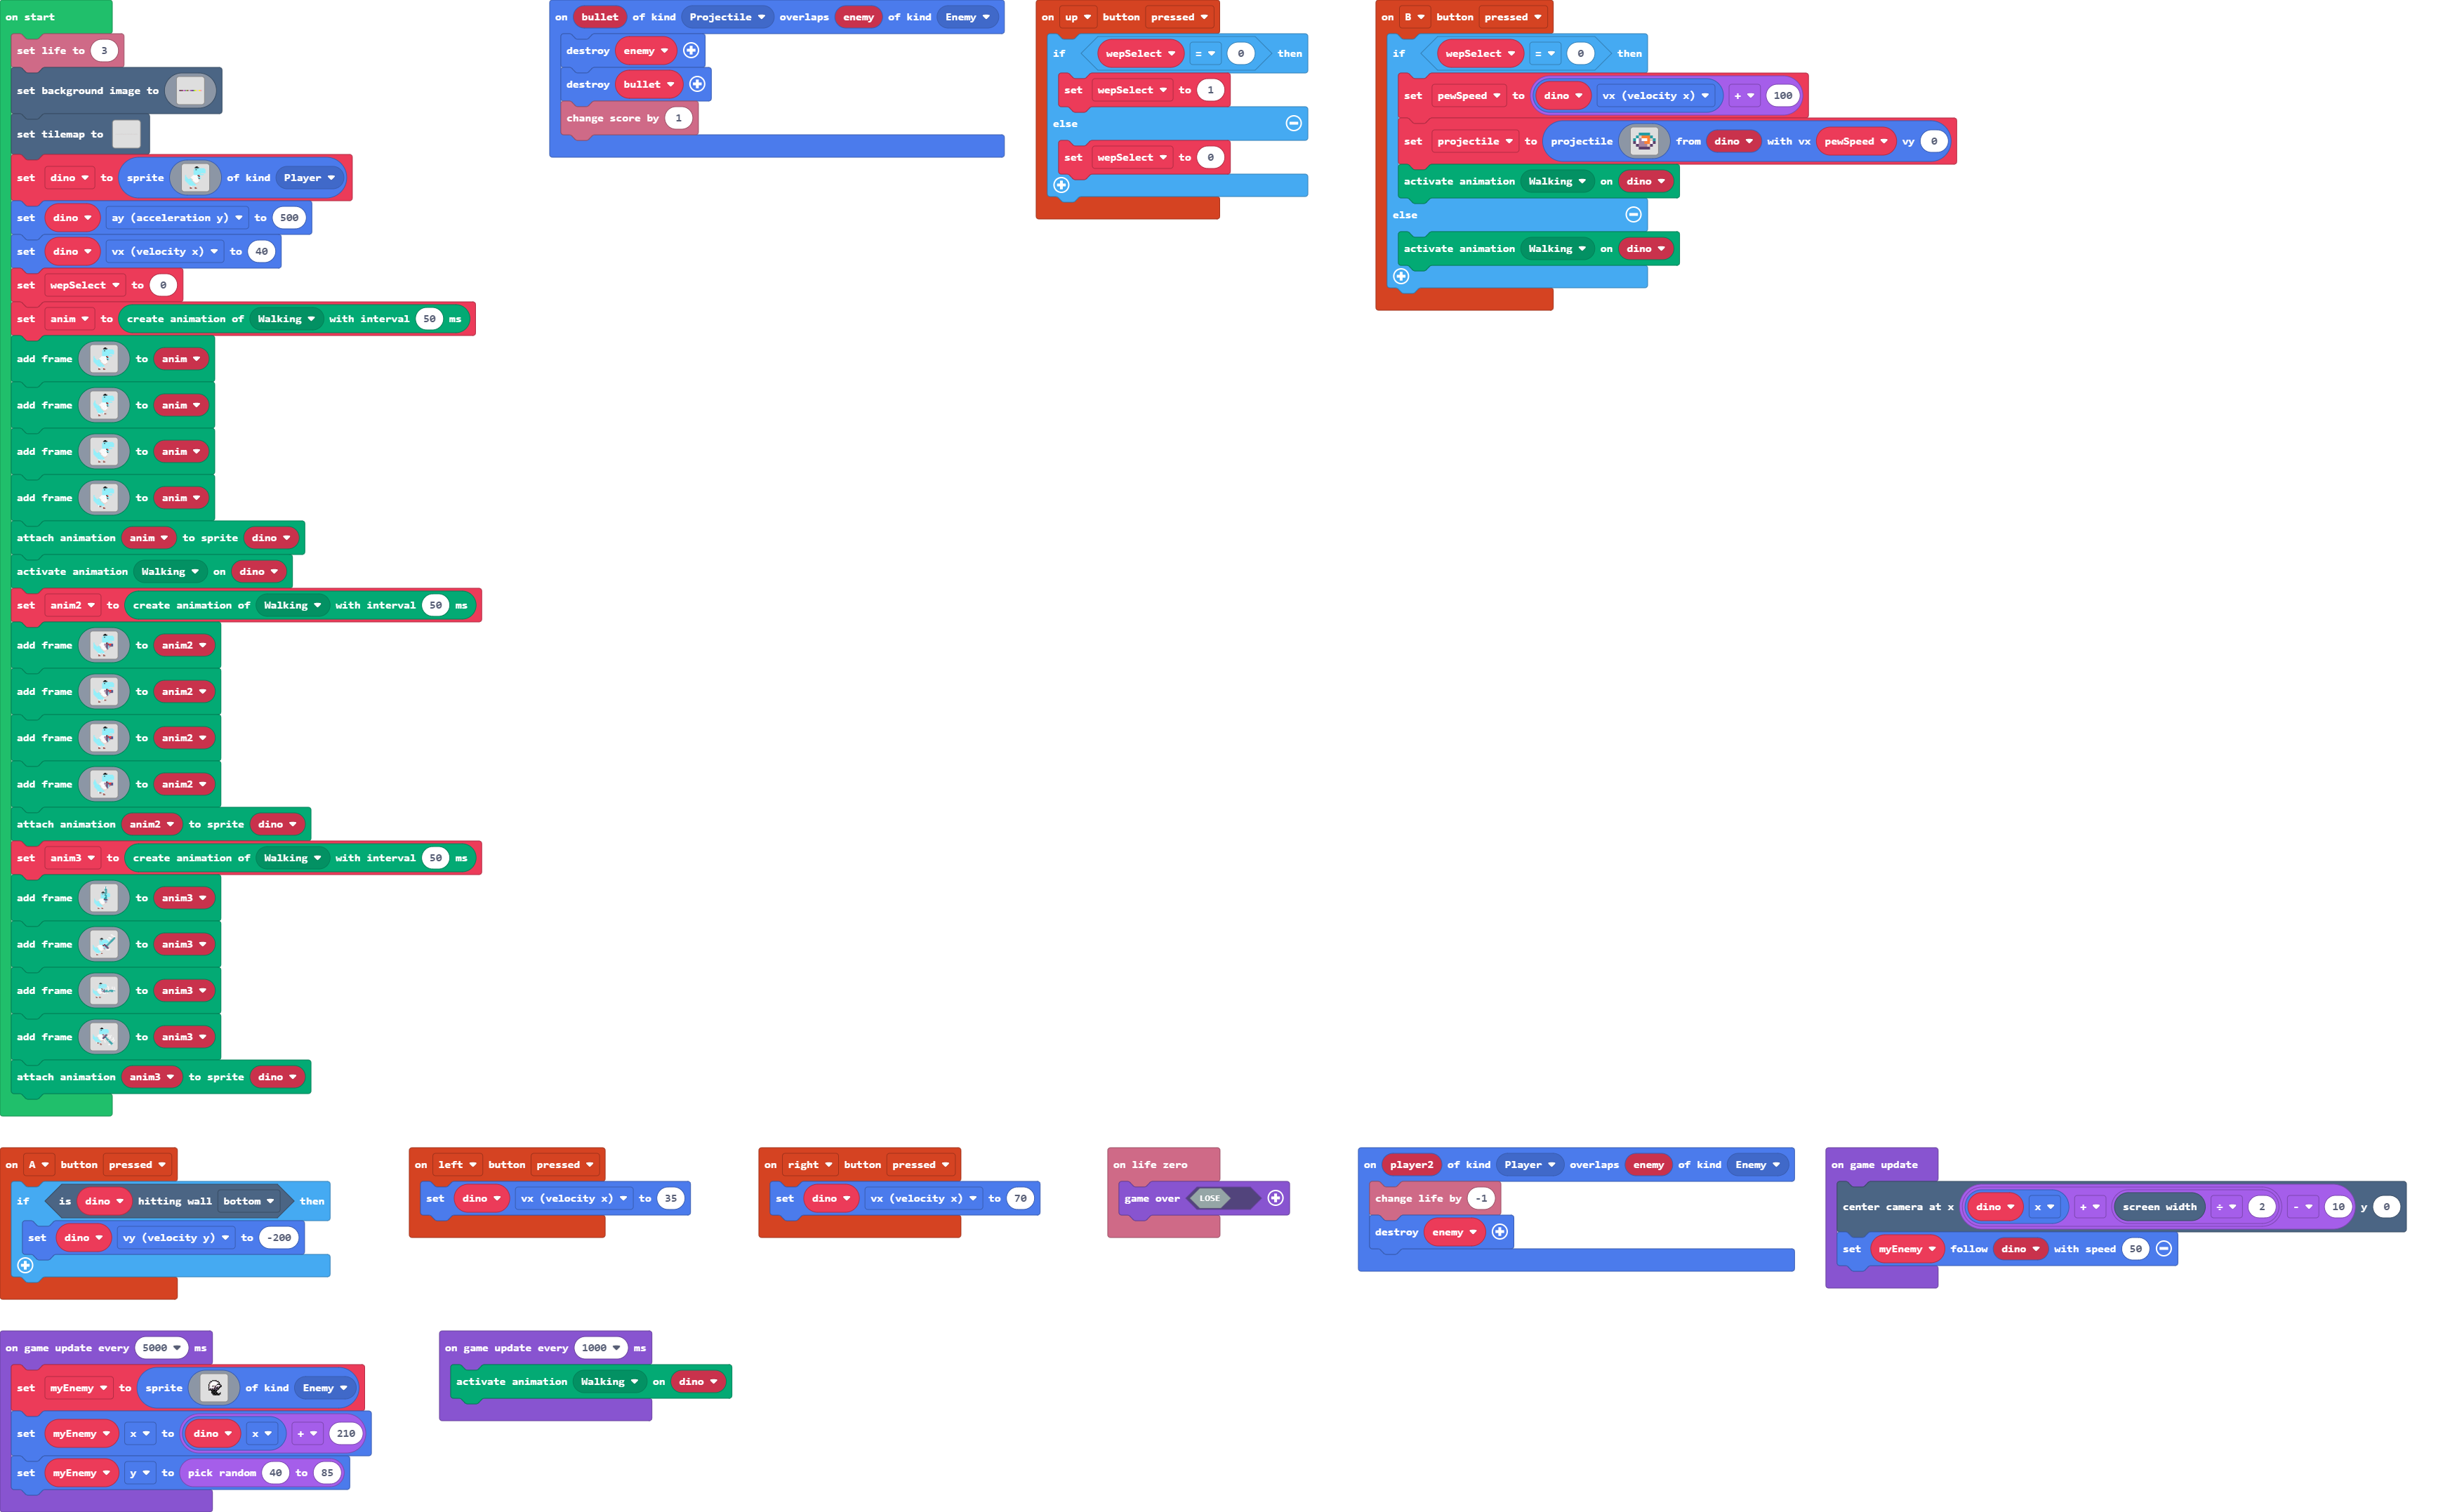 on start
set life to 3
set background image to
set tilemap to
set dino to sprite of kind Player
set dino ay (acceleration y) to 500
set dino vx (velocity x) to 40
set wepSelect to 0
set anim to create animation of Walking with interval 50 ms
add frame to anim
add frame to anim
add frame to anim
add frame to anim
attach animation anim to sprite dino
activate animation Walking on dino
set anim2 to create animation of Walking with interval 50 ms
add frame to anim2
add frame to anim2
add frame to anim2
add frame to anim2
attach animation anim2 to sprite dino
set anim3 to create animation of Walking with interval 50 ms
add frame to anim3
add frame to anim3
add frame to anim3
add frame to anim3
attach animation anim3 to sprite dino
on bullet of kind Projectile overlaps enemy of kind Enemy
destroy enemy
destroy bullet
change score by 1
on up button pressed
if wepSelect = 0 then
set wepSelect to 1
else
set wepSelect to 0
on B button pressed
if wepSelect = 0 then
set pewSpeed to dino vx (velocity x) + 100
set projectile to projectile from dino with vx pewSpeed vy 0
activate animation Walking on dino
else
activate animation Walking on dino
on A button pressed
if is dino hitting wall bottom then
set dino vy (velocity y) to -200
on left button pressed
set dino vx (velocity x) to 35
on right button pressed
set dino vx (velocity x) to 70
on life zero
game over LOSE
on player2 of kind Player overlaps enemy of kind Enemy
change life by -1
destroy enemy
on game update
center camera at x dino x + screen width ÷ 2 - 10 y 0
set myEnemy follow dino with speed 50
on game update every 5000 ms
set myEnemy to sprite of kind Enemy
set myEnemy x to dino x + 210
set myEnemy y to pick random 40 to 85
on game update every 1000 ms
activate animation Walking on dino